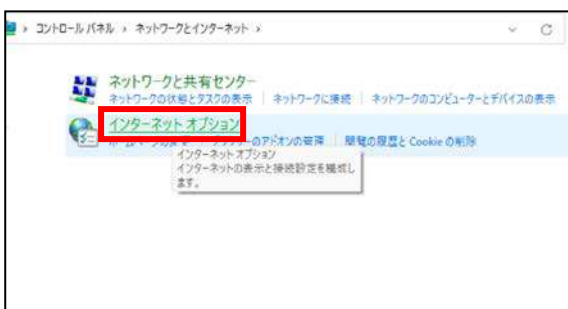 コントロール パネル › ネットワークとインターネット ›
ネットワークと共有センター
ネットワークの状態とタスクの表示 | ネットワークに接続 | ネットワークのコンピューターとデバイスの表示
インターネット オプション
のアドオンの管理 | 閲覧の履歴と Cookie の削除
インターネット オプション
インターネットの表示と接続設定を構成し
ます。